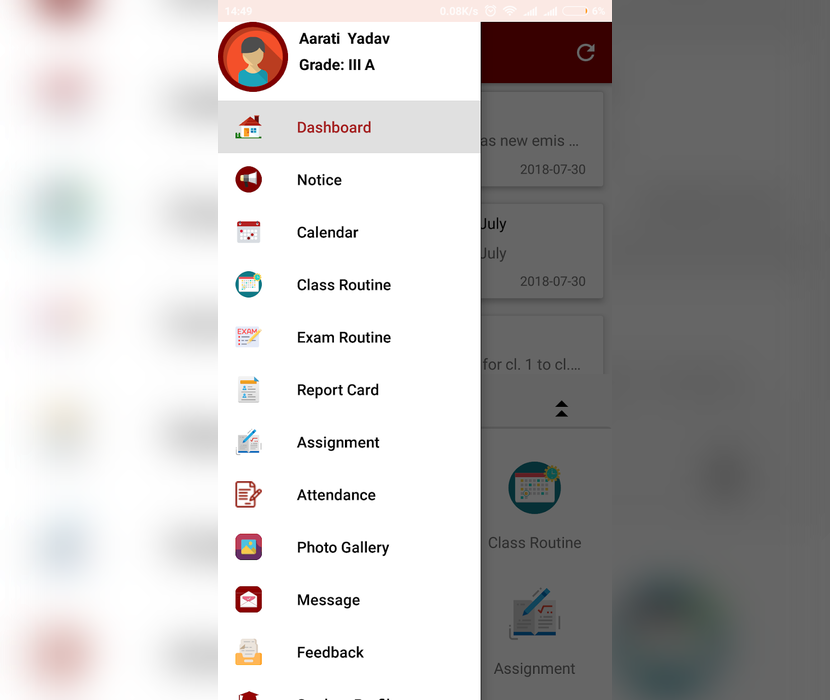 14:49
0.08K/s
8%
Aarati Yadav
Grade: III A
Dashboard
Notice
Calendar
Class Routine
EXAM
Exam Routine
Report Card
Assignment
Attendance
Photo Gallery
Message
Feedback
as new emis ...
2018-07-30
July
July
2018-07-30
for cl. 1 to cl....
Class Routine
Assignment